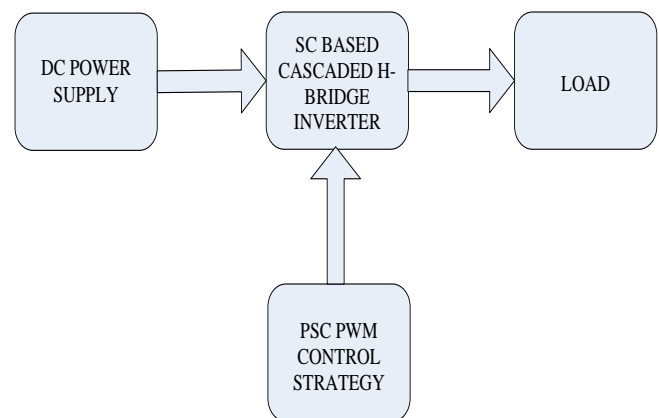 DC POWER
SUPPLY
SC BASED
CASCADED H-
BRIDGE
INVERTER
LOAD
PSC PWM
CONTROL
STRATEGY